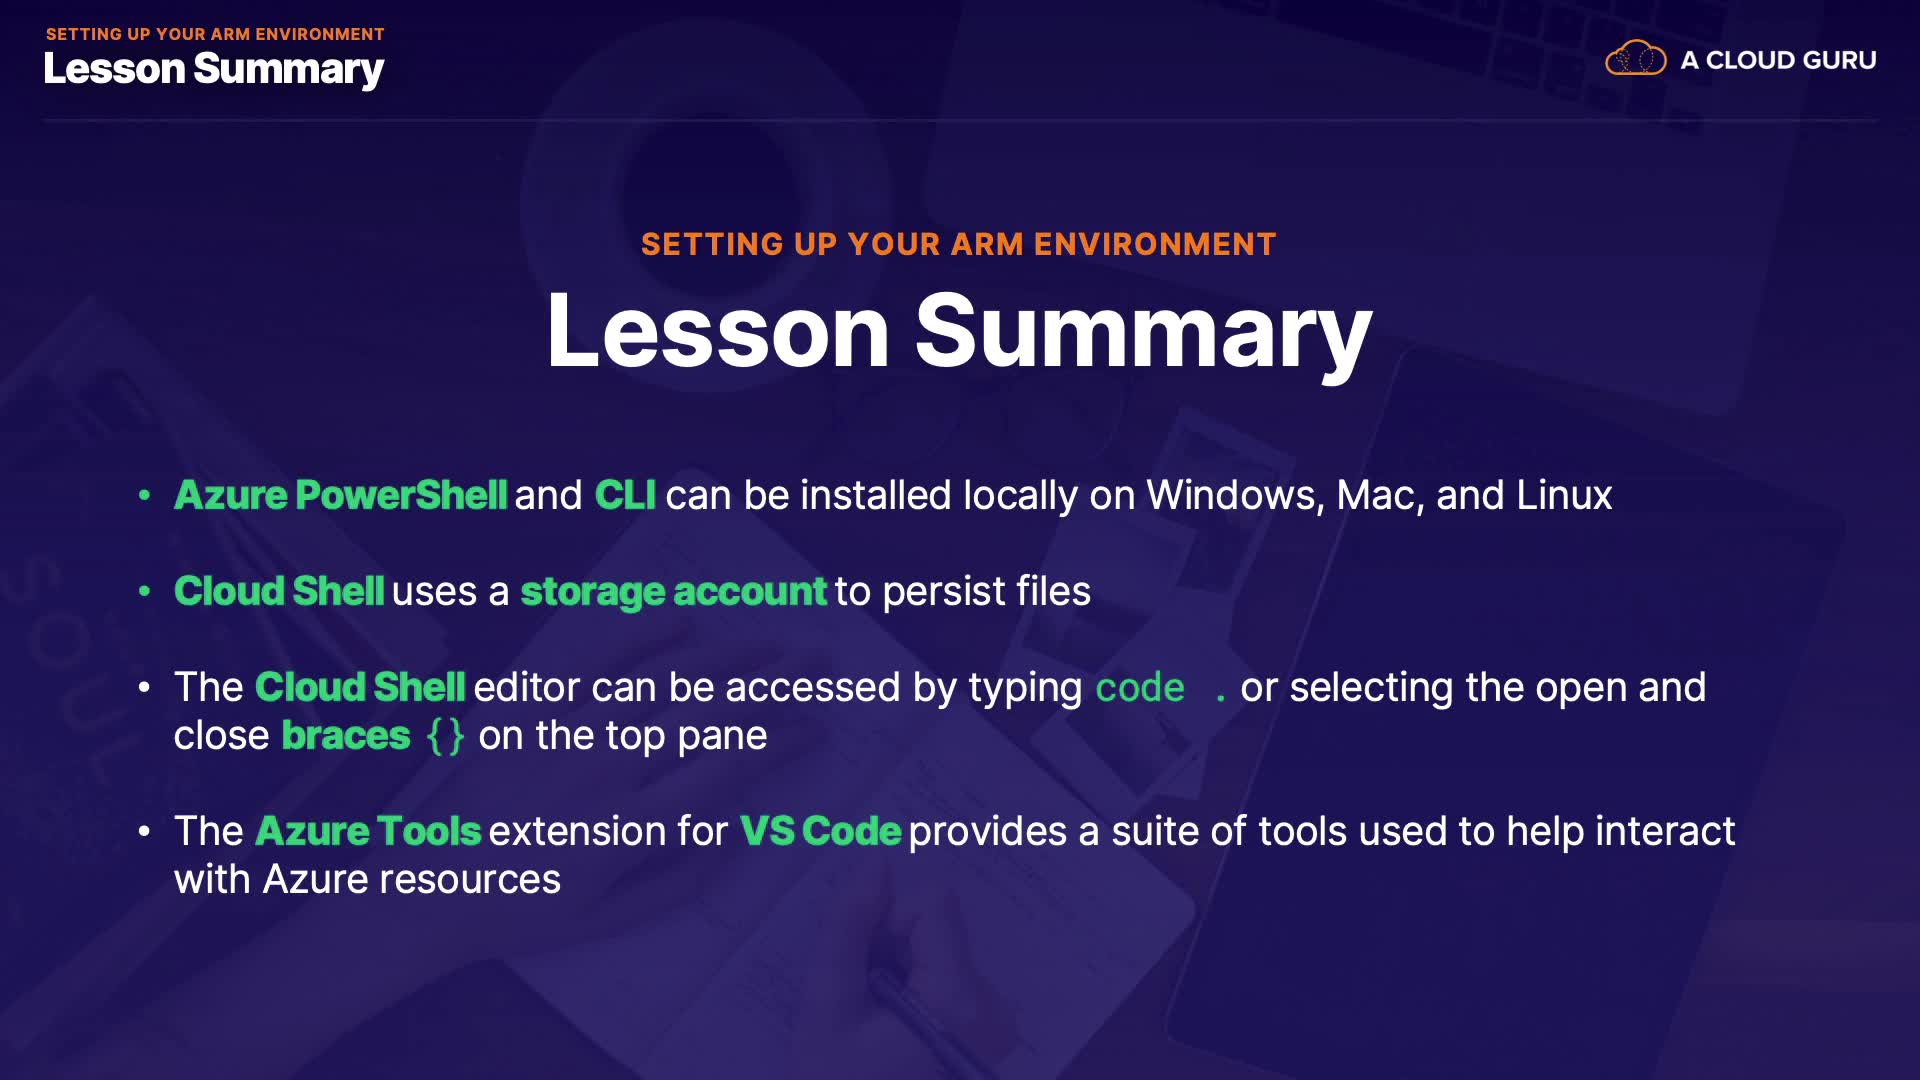 SETTING UP YOUR ARM ENVIRONMENT
Lesson Summary
A CLOUD GURU
SETTING UP YOUR ARM ENVIRONMENT
Lesson Summary
• Azure PowerShell and CLI can be installed locally on Windows, Mac, and Linux
• Cloud Shell uses a storage account to persist files
• The Cloud Shell editor can be accessed by typing code . or selecting the open and
close braces {} on the top pane
• The Azure Tools extension for VS Code provides a suite of tools used to help interact
with Azure resources
SOUL